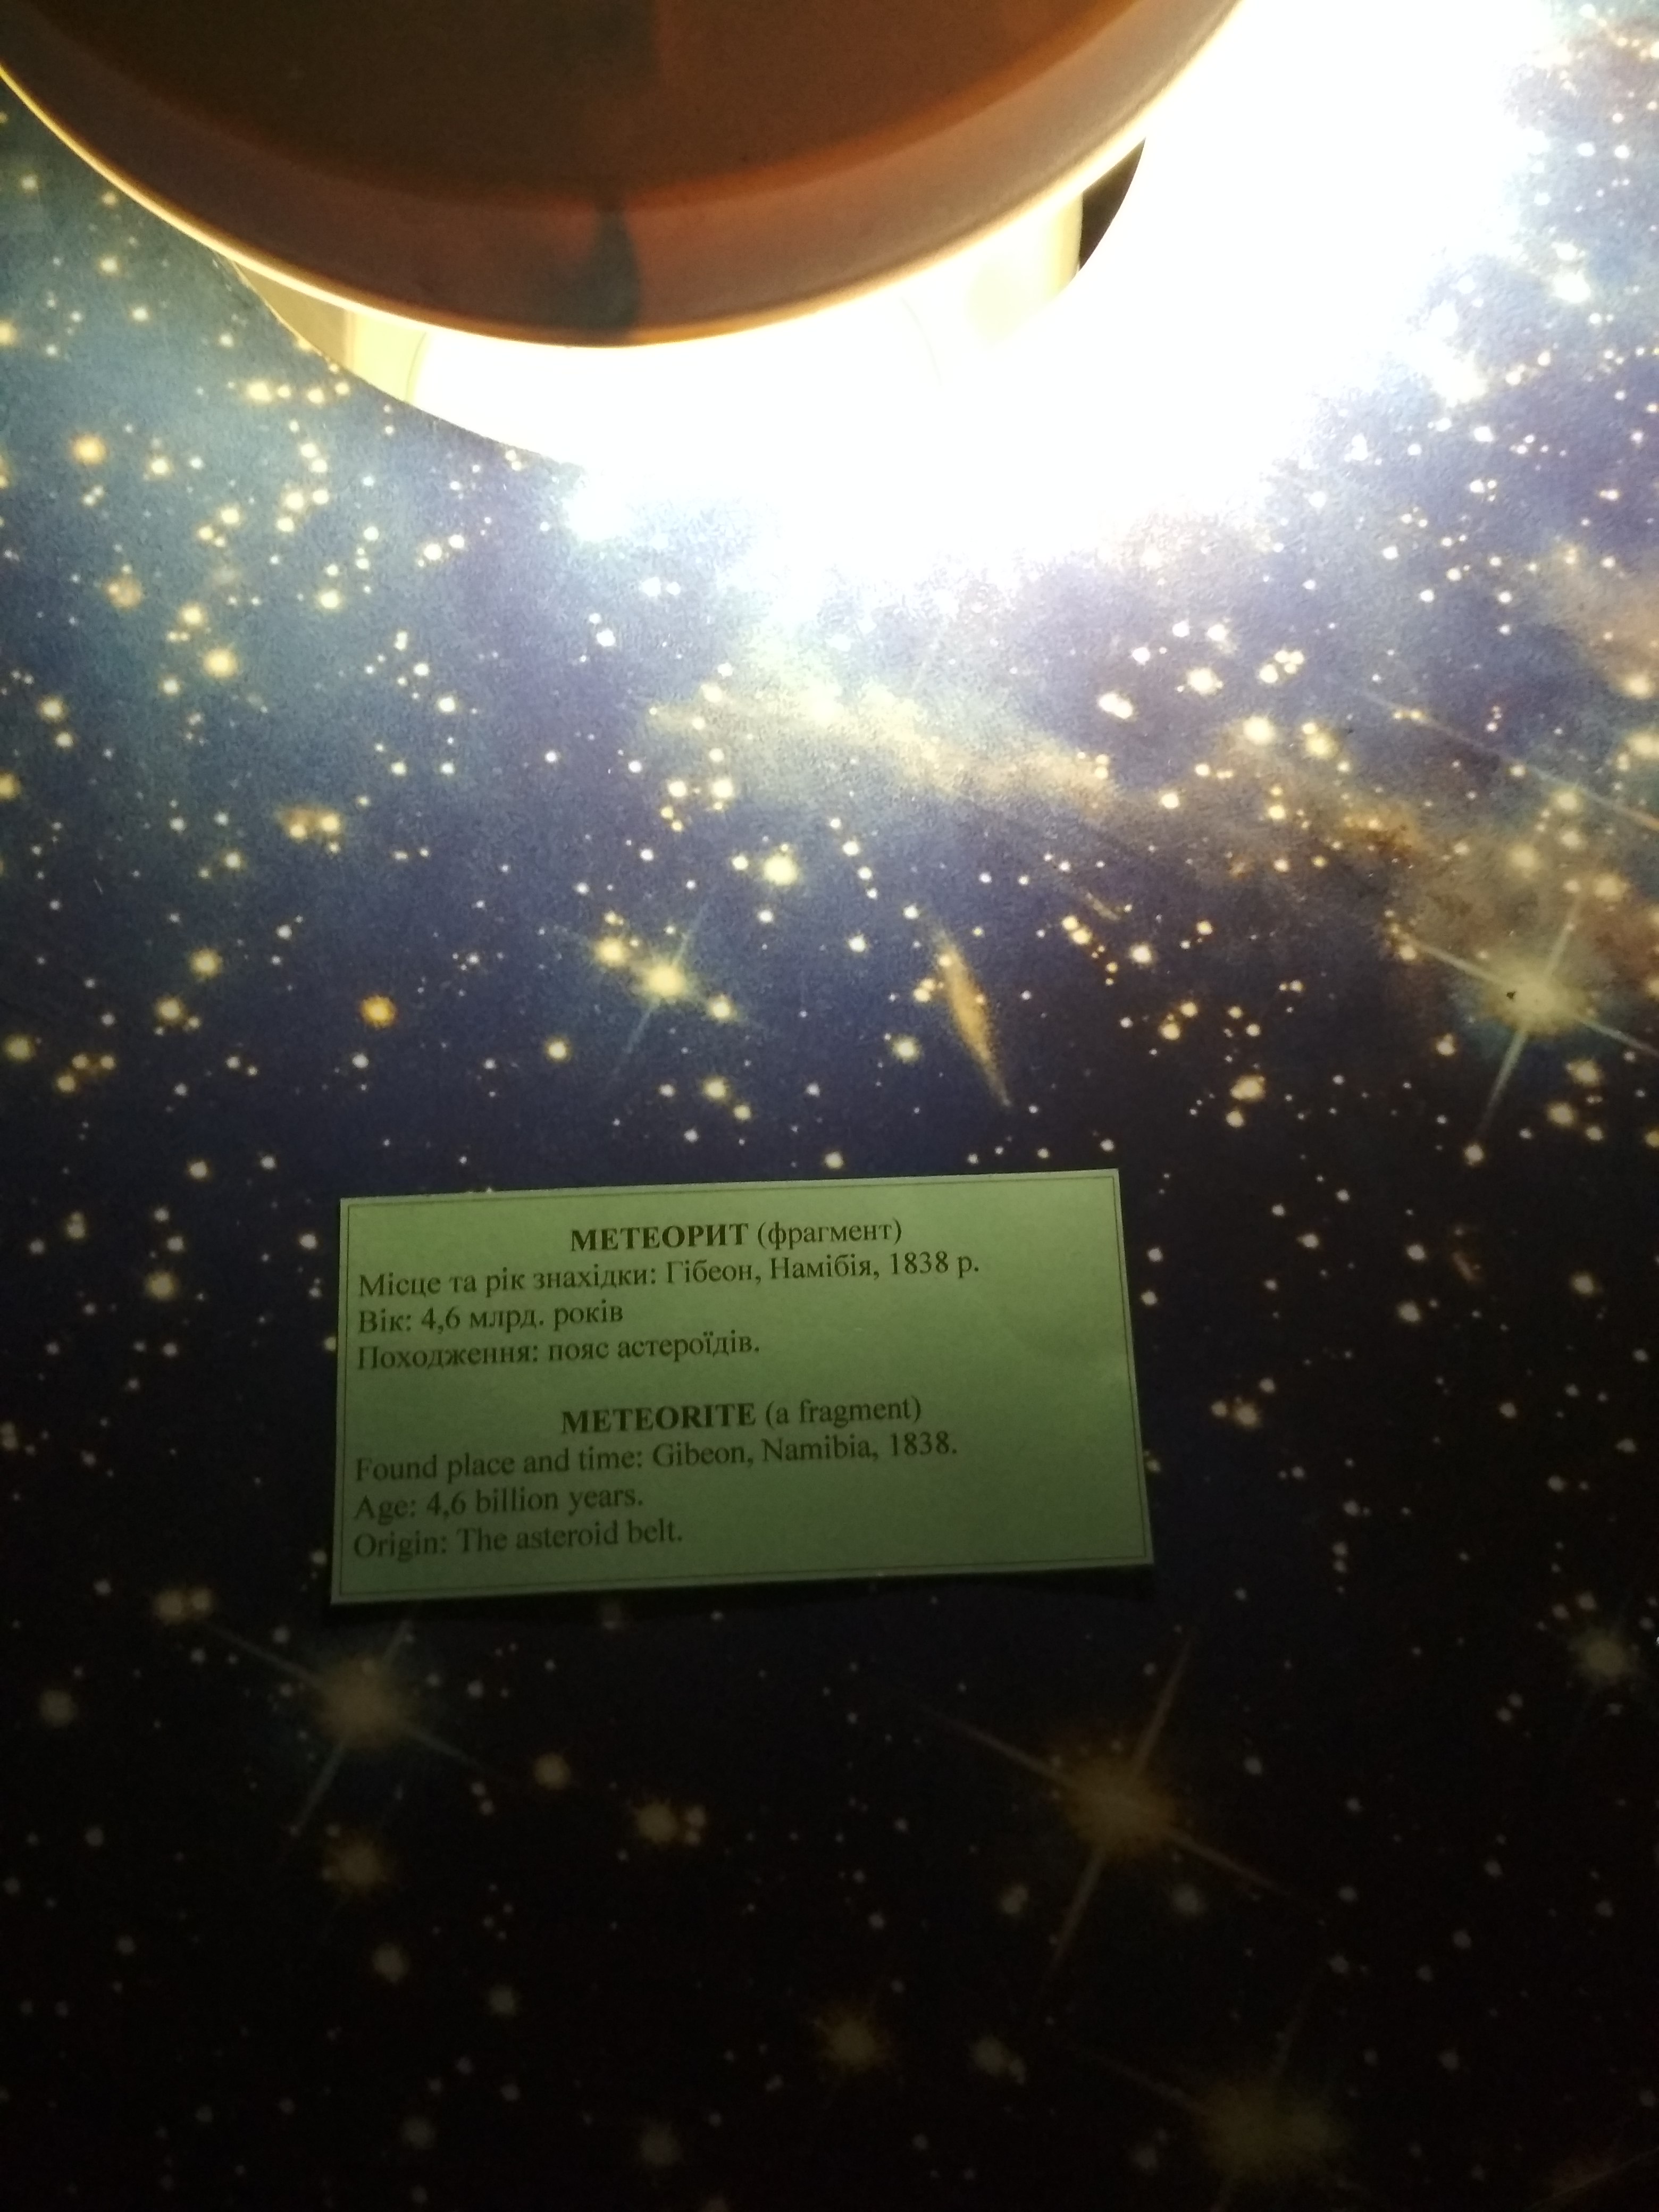 МЕТЕОРИТ (фрагмент)
Місце та рік знахідки: Гібеон, Намібія, 1838 р.
Вік: 4,6 млрд. років
Походження: пояс астероїдів.
METEORITE (a fragment)
Found place and time: Gibeon, Namibia, 1838.
Age: 4,6 billion years.
Origin: The asteroid belt.